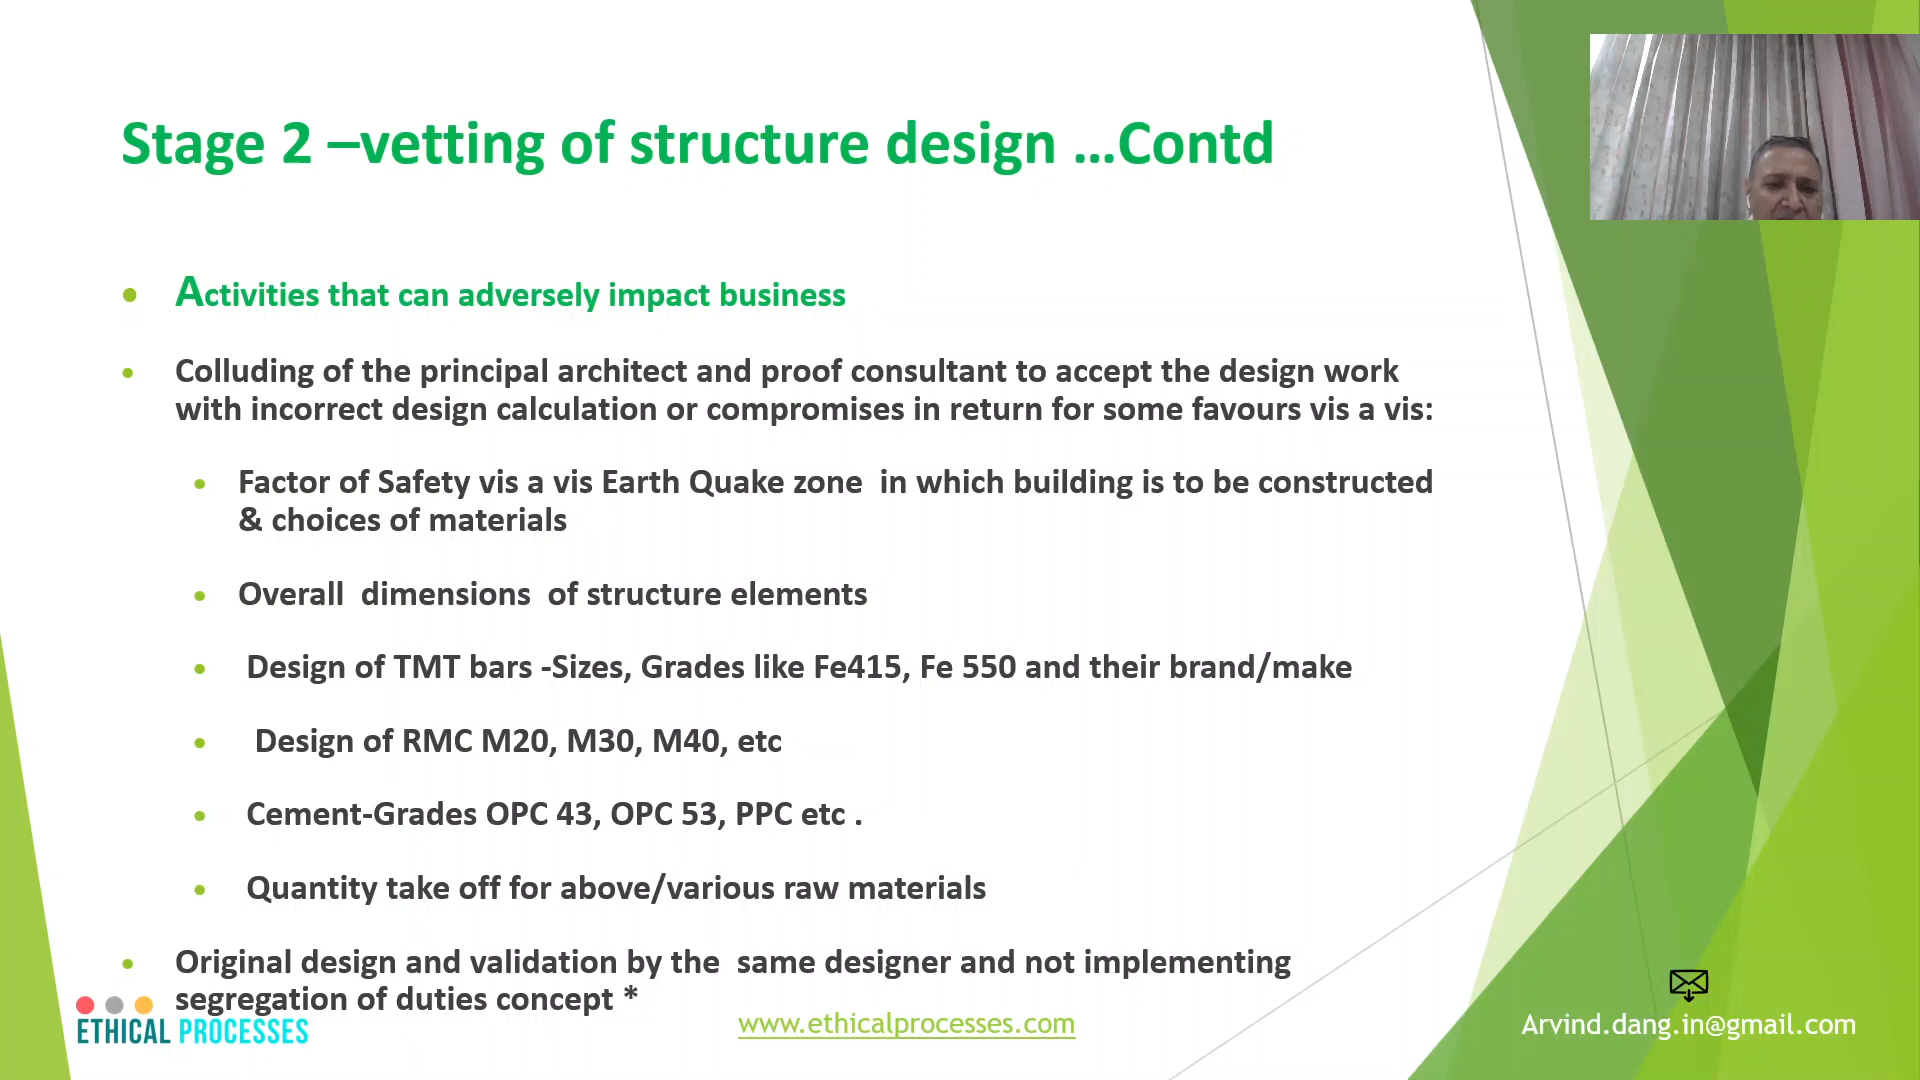 Stage 2 –vetting of structure design ...Contd
Activities that can adversely impact business
Colluding of the principal architect and proof consultant to accept the design work
with incorrect design calculation or compromises in return for some favours vis a vis:
Factor of Safety vis a vis Earth Quake zone in which building is to be constructed
& choices of materials
Overall dimensions of structure elements
Design of TMT bars -Sizes, Grades like Fe415, Fe 550 and their brand/make
Design of RMC M20, M30, M40, etc
Cement-Grades OPC 43, OPC 53, PPC etc .
Quantity take off for above/various raw materials
Original design and validation by the same designer and not implementing
segregation of duties concept *
ETHICAL PROCESSES
www.ethicalprocesses.com
Arvind.dang.in@gmail.com